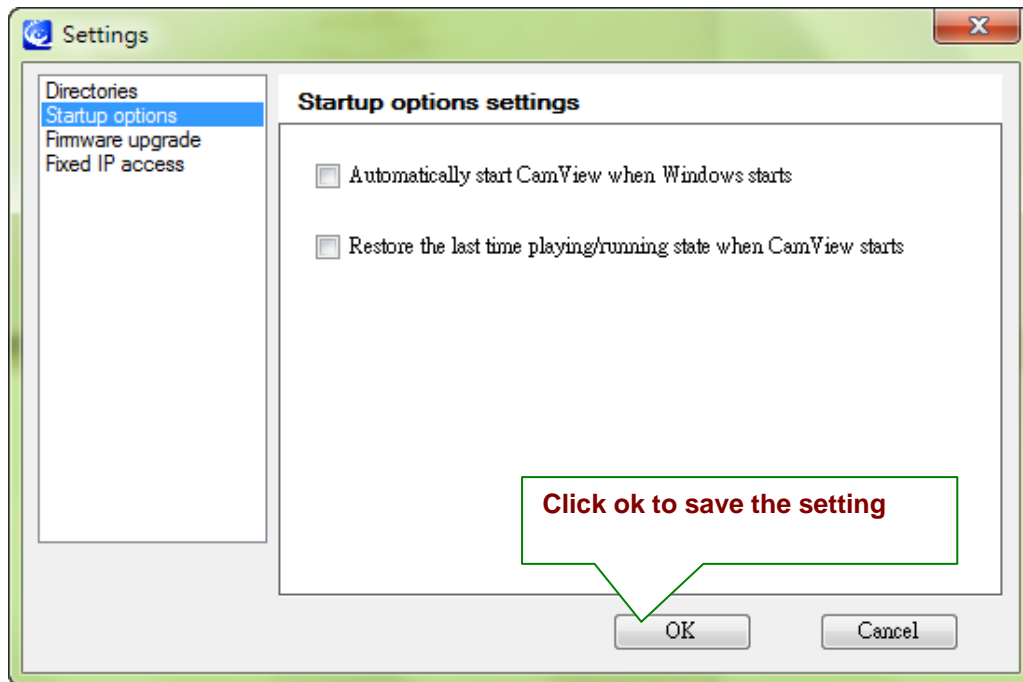 Settings
Directories
Startup options
Firmware upgrade
Fixed IP access
Startup options settings
Automatically start CamView when Windows starts
Restore the last time playing/running state when CamView starts
Click ok to save the setting
OK
Cancel